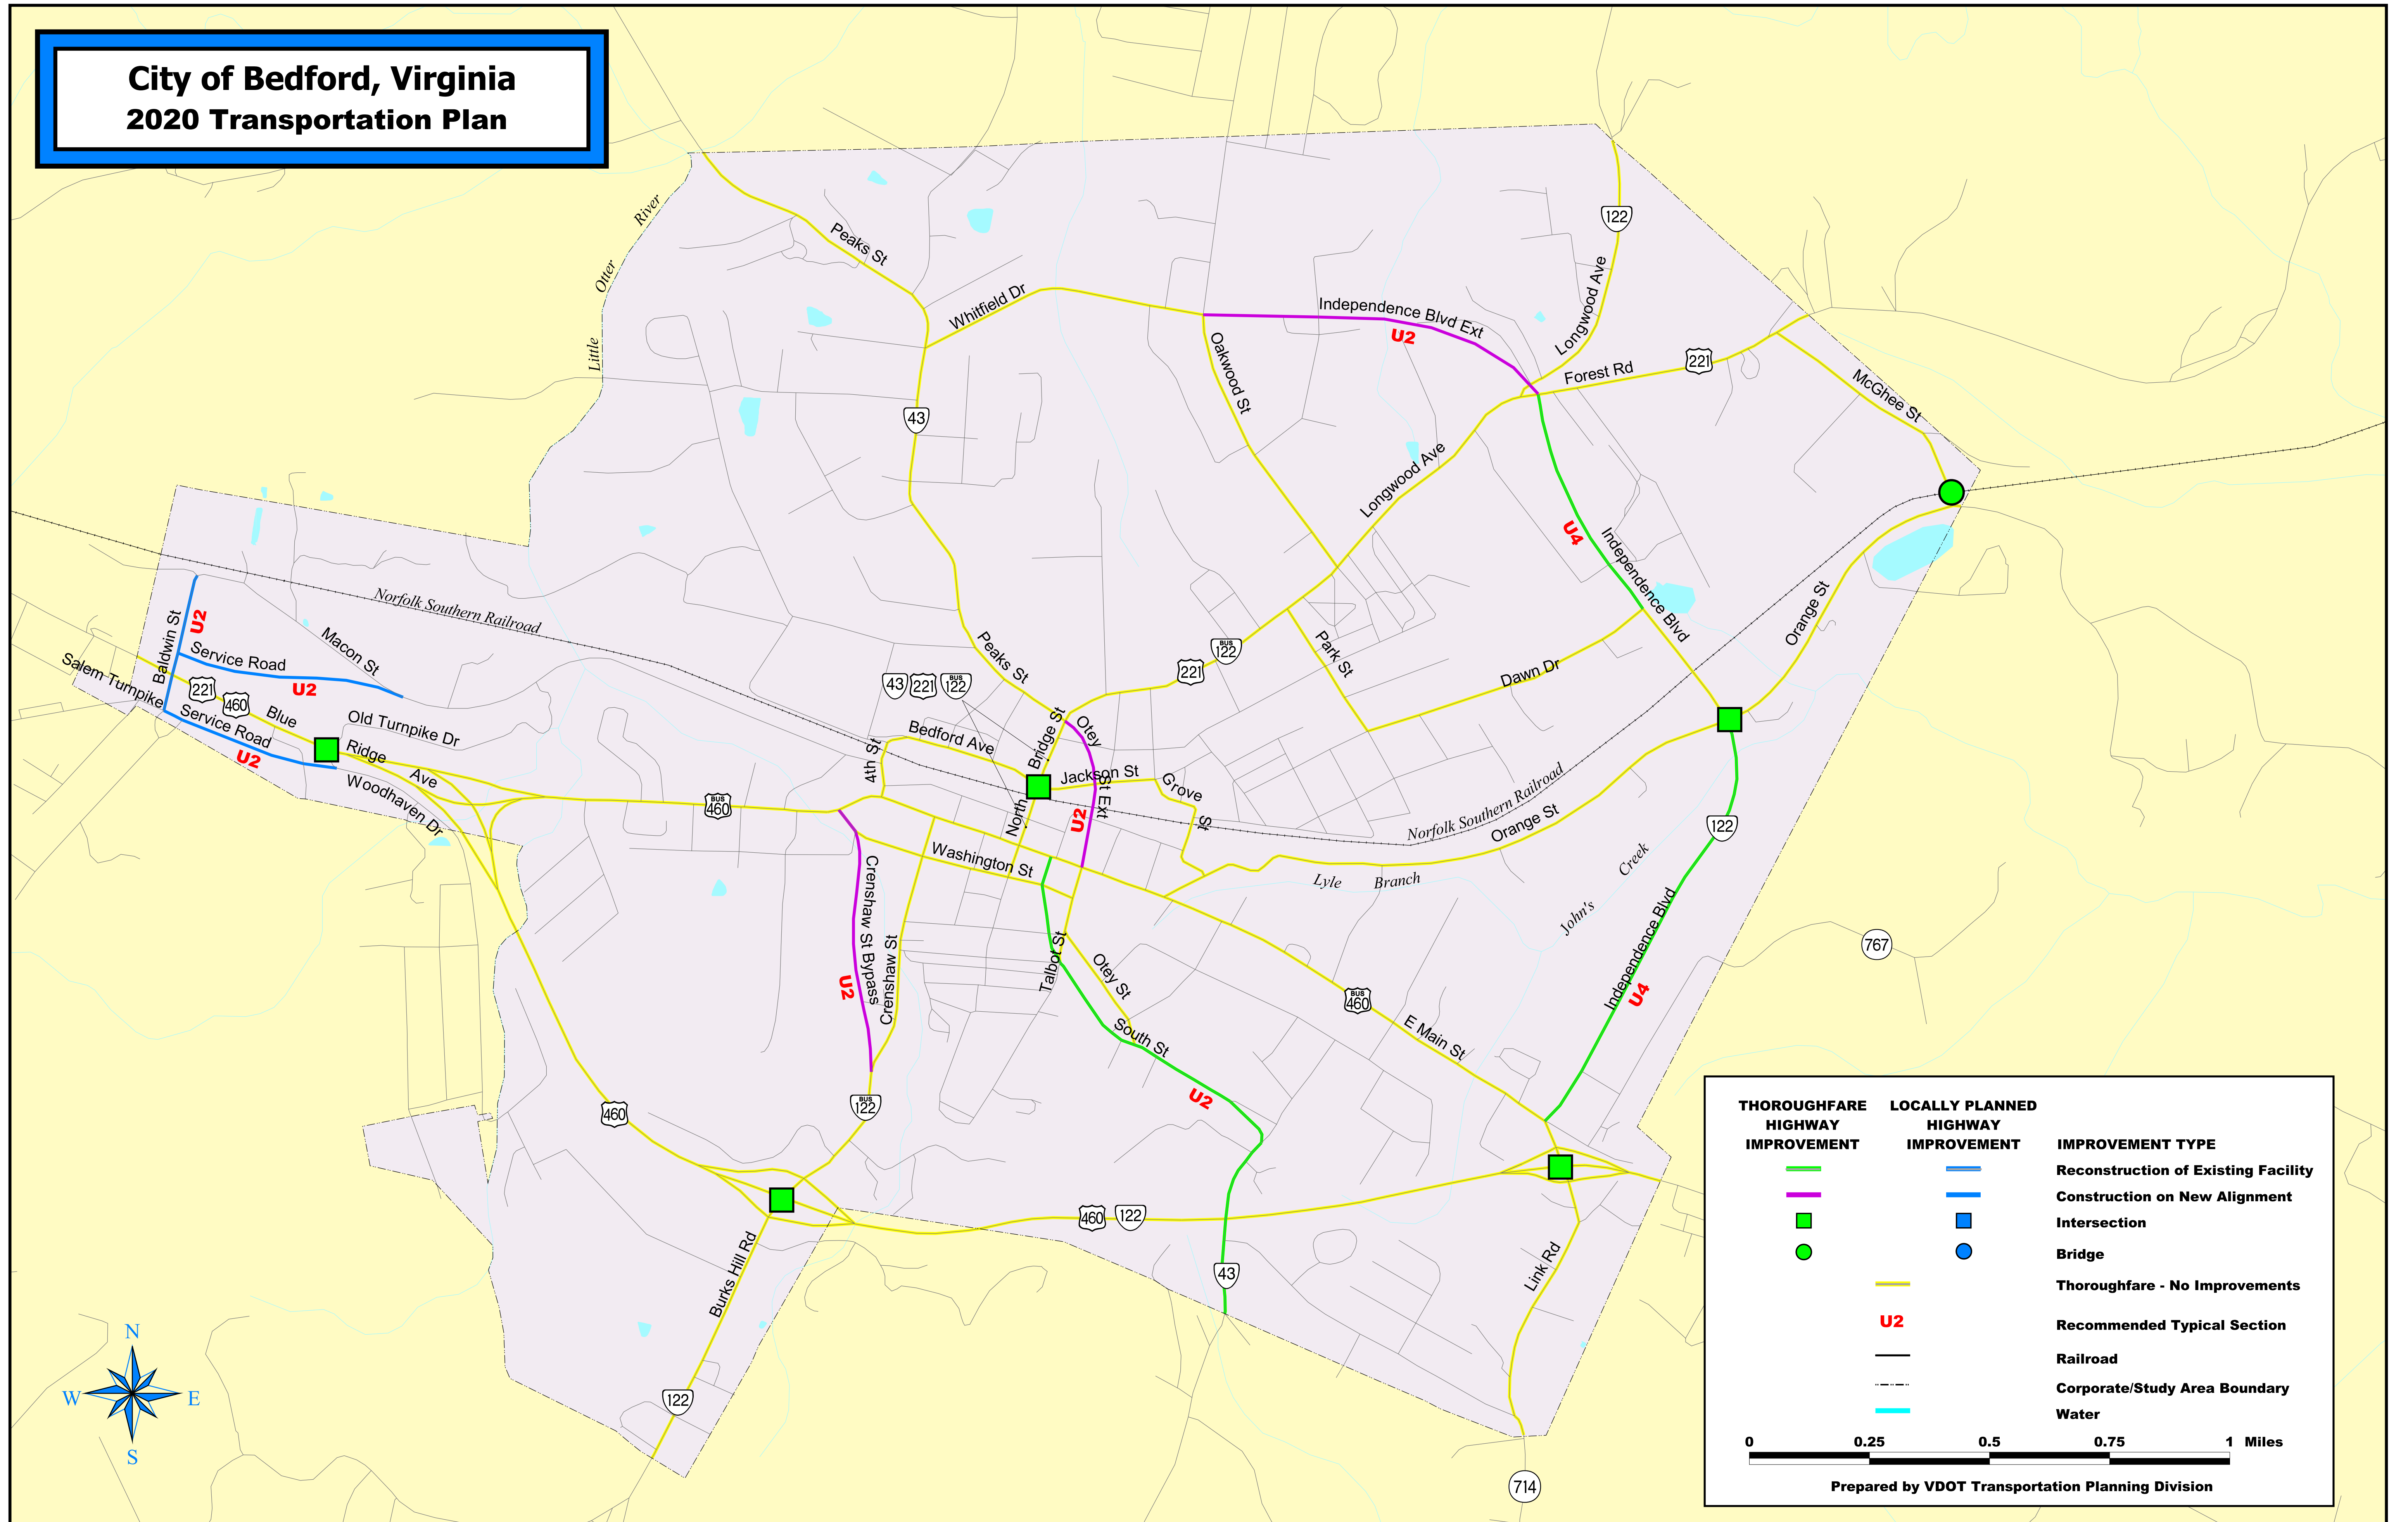 City of Bedford, Virginia
2020 Transportation Plan
Little
Otter
River
Peaks St
Whitfield Dr
43
Independence Blvd Ext
U2
122
Longwood Ave
Forest Rd
221
McGhee St
Oakwood St
Longwood Ave
U4
Independence Blvd
Orange St
Norfolk Southern Railroad
Baldwin St
U2
Service Road
U2
Macon St
Salem Turnpike
221
460
Blue
Ridge
Ave
Service Road
U2
Old Turnpike Dr
Woodhaven Dr
Peaks St
43
221
BUS
122
221
BUS
122
Park St
Dawn Dr
4th St
Bedford Ave
Bridge St
North
Otey
St Ext
U2
Jackson St
Grove
St
BUS
460
Washington St
Norfolk Southern Railroad
Orange St
Lyle
Branch
John's
Creek
122
Independence Blvd
U4
767
Crenshaw St Bypass
U2
Crenshaw St
Talbot St
Otey St
South St
U2
BUS
460
E Main St
460
BUS
122
460
122
43
Burks Hill Rd
122
Link Rd
714
N
W
E
S
THOROUGHFARE
HIGHWAY
IMPROVEMENT
LOCALLY PLANNED
HIGHWAY
IMPROVEMENT
IMPROVEMENT TYPE
Reconstruction of Existing Facility
Construction on New Alignment
Intersection
Bridge
Thoroughfare - No Improvements
U2 Recommended Typical Section
Railroad
Corporate/Study Area Boundary
Water
0 0.25 0.5 0.75 1 Miles
Prepared by VDOT Transportation Planning Division